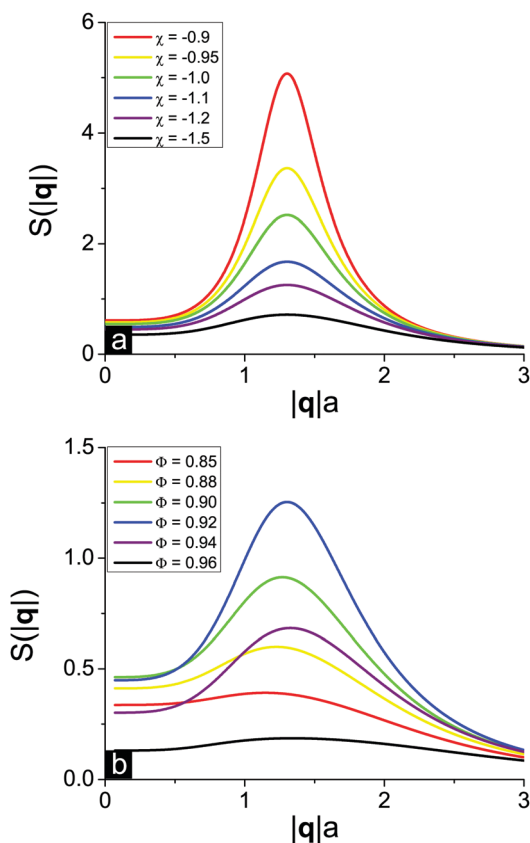 6
4
2
0
S(|q|)
χ = -0.9
χ = -0.95
χ = -1.0
χ = -1.1
χ = -1.2
χ = -1.5
a
0 1 2 3
|q|a
1.5
1.0
0.5
0.0
S(|q|)
Φ = 0.85
Φ = 0.88
Φ = 0.90
Φ = 0.92
Φ = 0.94
Φ = 0.96
b
0 1 2 3
|q|a